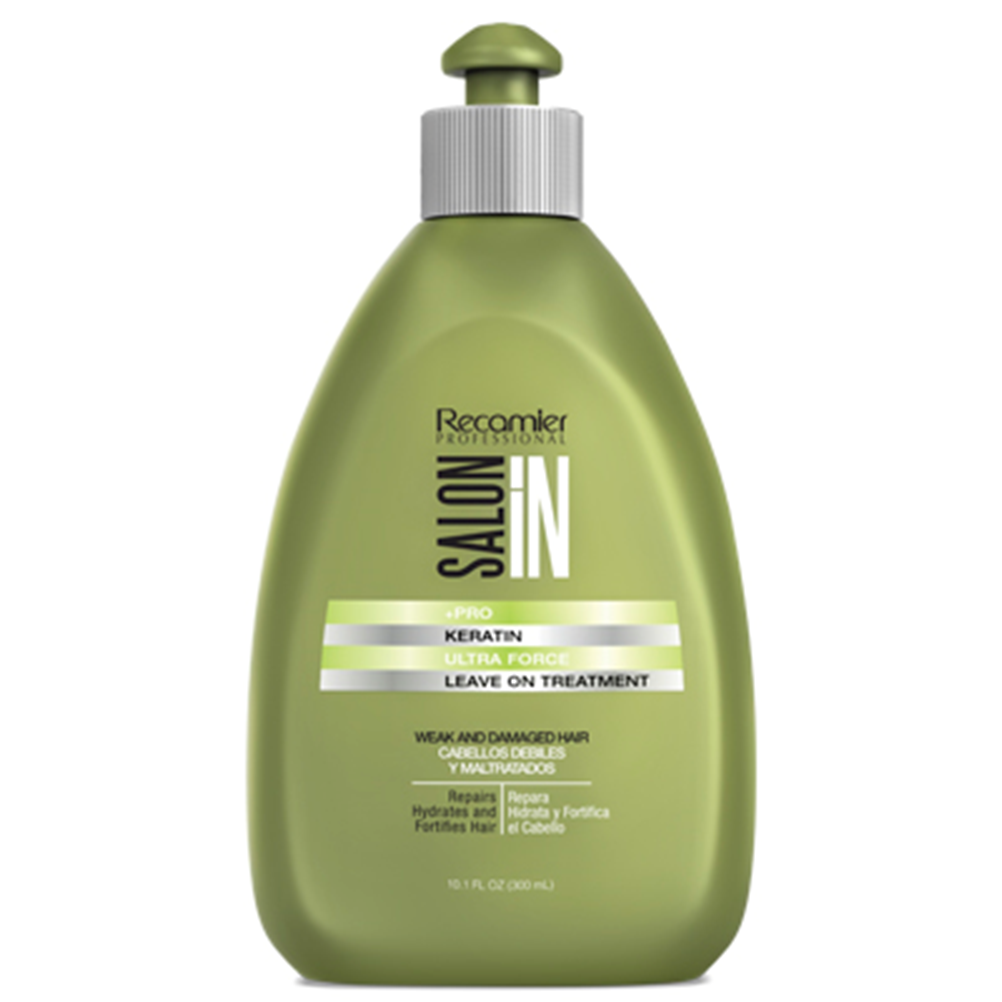 Recamier
PROFESSIONAL
SALON
iN
+PRO
KERATIN
ULTRA FORCE
LEAVE ON TREATMENT
WEAK AND DAMAGED HAIR
CABELLOS DEBILES
Y MALTRATADOS
Repairs
Hydrates and
Fortifies Hair
Repara
Hidrata y Fortifica
el Cabello
10.1 FL OZ (300 mL)